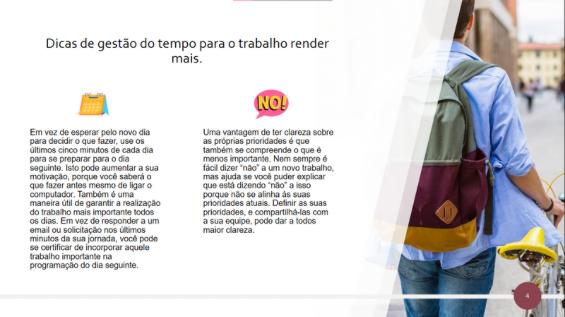 Dicas de gestão do tempo para o trabalho render
mais.
NO!
Em vez de esperar pelo novo dia
para decidir o que fazer, use os
últimos cinco minutos de cada dia
para se preparar para o dia
seguinte. Isto pode aumentar a sua
motivação, porque você saberá o
que fazer antes mesmo de ligar o
computador. Também é uma
maneira útil de garantir a realização
do trabalho mais importante todos
os dias. Em vez de responder a um
email ou solicitação nos últimos
minutos da sua jornada, você pode
se certificar de incorporar aquele
trabalho importante na
programação do dia seguinte.
Uma vantagem de ter clareza sobre
as próprias prioridades é que
também se compreende o que é
menos importante. Nem sempre é
fácil dizer “não” a um novo trabalho,
mas ajuda se você puder explicar
que está dizendo “não” a isso
porque não se alinha ás suas
prioridades atuais. Definir as suas
prioridades, e compartilhá-las com
a sua equipe, pode dar a todos
maior clareza.
4